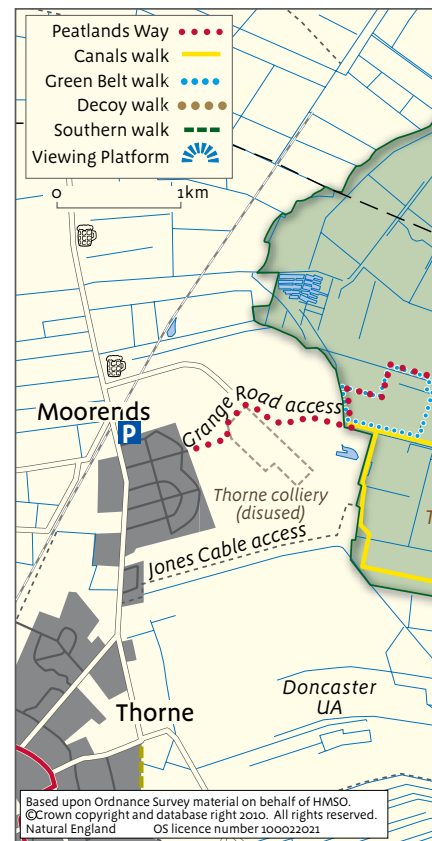 Peatlands Way
Canals walk
Green Belt walk
Decoy walk
Southern walk
Viewing Platform
0 1km
Moorends
P
Grange Road access
Thorne colliery
(disused)
T
Jones Cable access
Doncaster
UA
Thorne
Based upon Ordnance Survey material on behalf of HMSO.
©Crown copyright and database right 2010. All rights reserved.
Natural England OS licence number 100022021